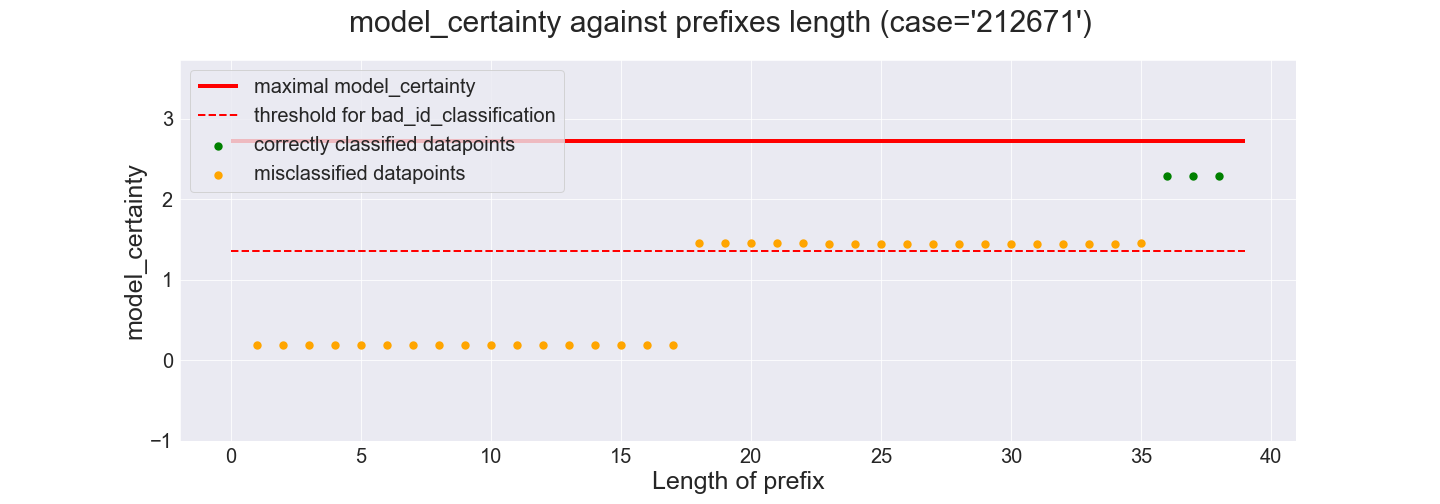 model_certainty against prefixes length (case='212671')
maximal model_certainty
threshold for bad_id_classification
correctly classified datapoints
misclassified datapoints
model_certainty
3
2
1
0
−1
0 5 10 15 20 25 30 35 40
Length of prefix